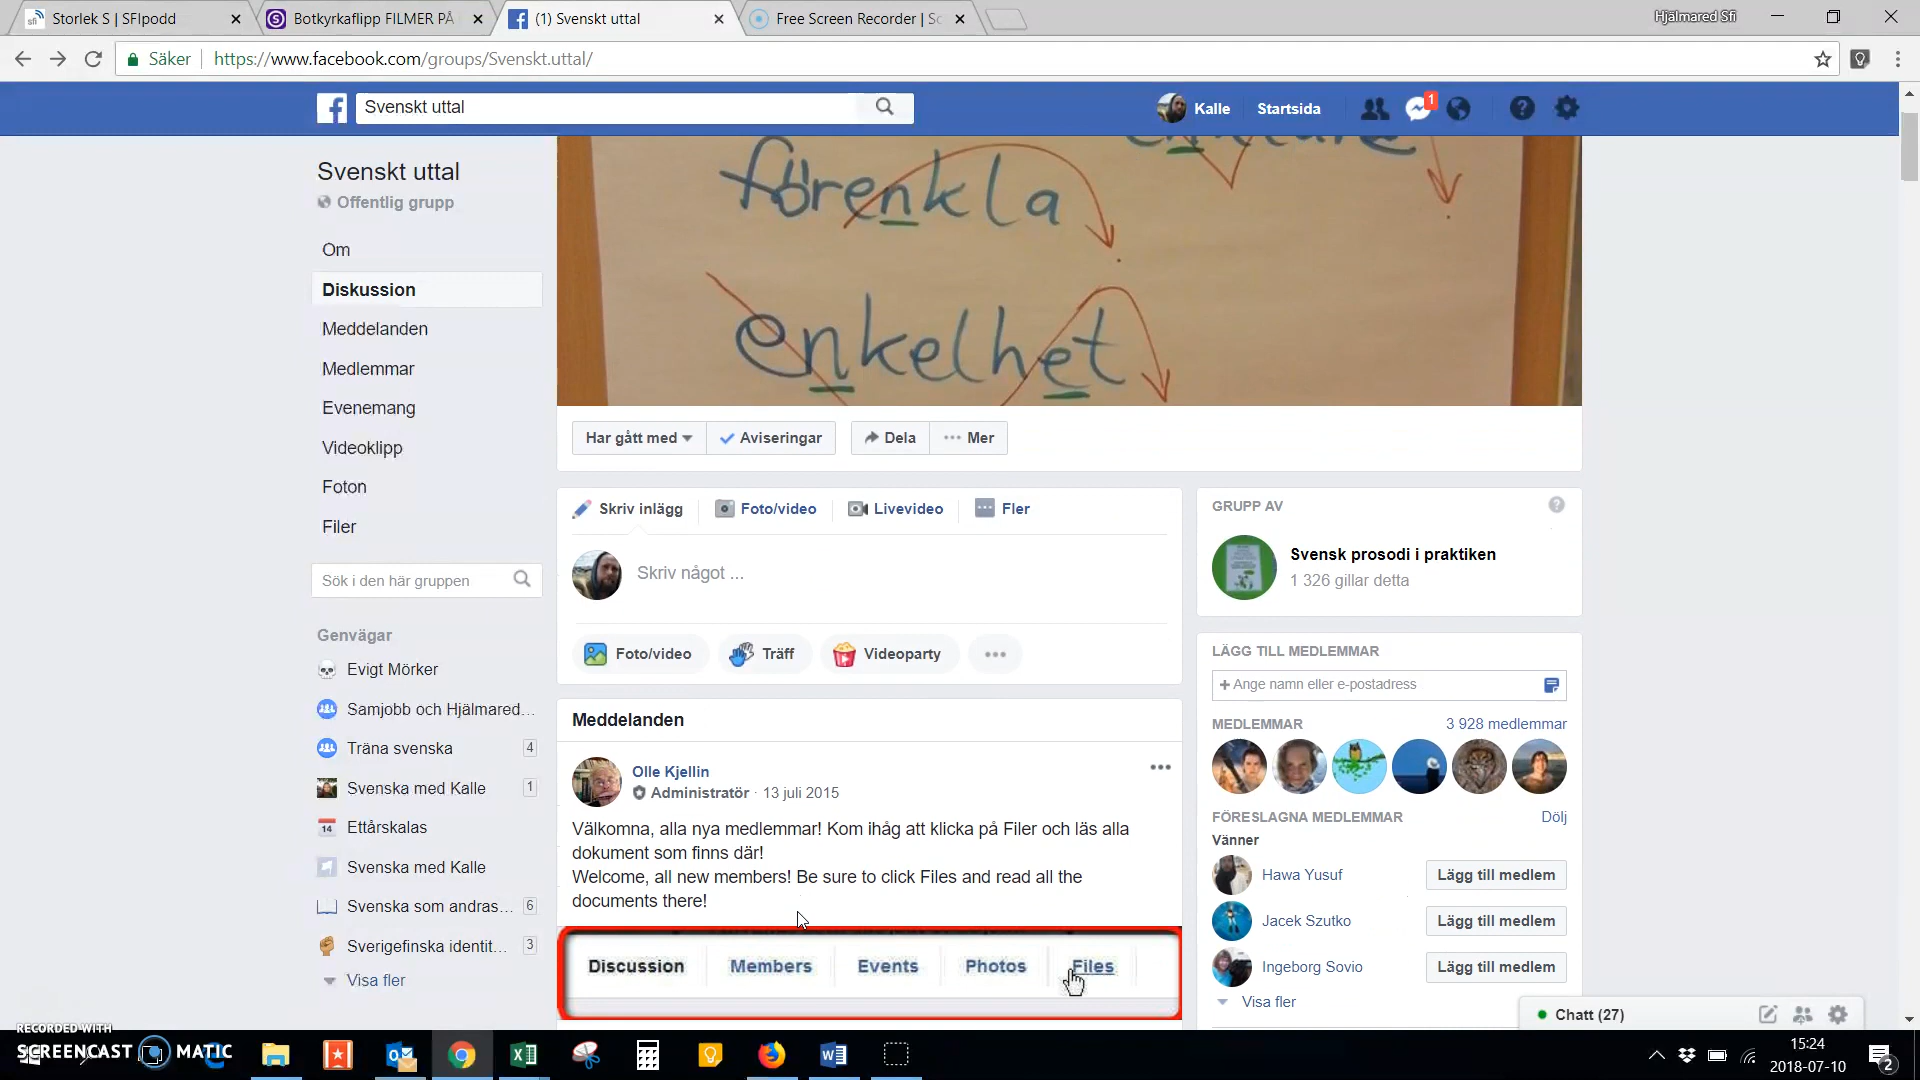 Storlek S | SFIpodd
Botkyrkaflipp FILMER PÅ
(1) Svenskt uttal
Free Screen Recorder | Sc
Hjälmared Sfi
Säker
https://www.facebook.com/groups/Svenskt.uttal/
Svenskt uttal
Kalle
Startsida
1
Svenskt uttal
Offentlig grupp
Om
Diskussion
Meddelanden
Medlemmar
Evenemang
Videoklipp
Foton
Filer
Sök i den här gruppen
Genvägar
Evigt Mörker
Samjobb och Hjälmared...
Träna svenska 4
Svenska med Kalle 1
14 Ettårskalas
Svenska med Kalle
Svenska som andras... 6
Sverigefinska identit... 3
Visa fler
förenkla
enkelhet
Har gått med
Aviseringar
Dela
Mer
Skriv inlägg
Foto/video
Livevideo
Fler
Skriv något ...
Foto/video
Träff
Videoparty
Meddelanden
Olle Kjellin
Administratör · 13 juli 2015
Välkomna, alla nya medlemmar! Kom ihåg att klicka på Filer och läs alla
dokument som finns där!
Welcome, all new members! Be sure to click Files and read all the
documents there!
Discussion Members Events Photos Files
GRUPP AV
Svensk prosodi i praktiken
1 326 gillar detta
LÄGG TILL MEDLEMMAR
+ Ange namn eller e-postadress
MEDLEMMAR 3 928 medlemmar
FÖRESLAGNA MEDLEMMAR Dölj
Vänner
Hawa Yusuf Lägg till medlem
Jacek Szutko Lägg till medlem
Ingeborg Sovio Lägg till medlem
Visa fler
Chatt (27)
RECORDED WITH
SCREENCAST MATIC
15:24
2018-07-10
2